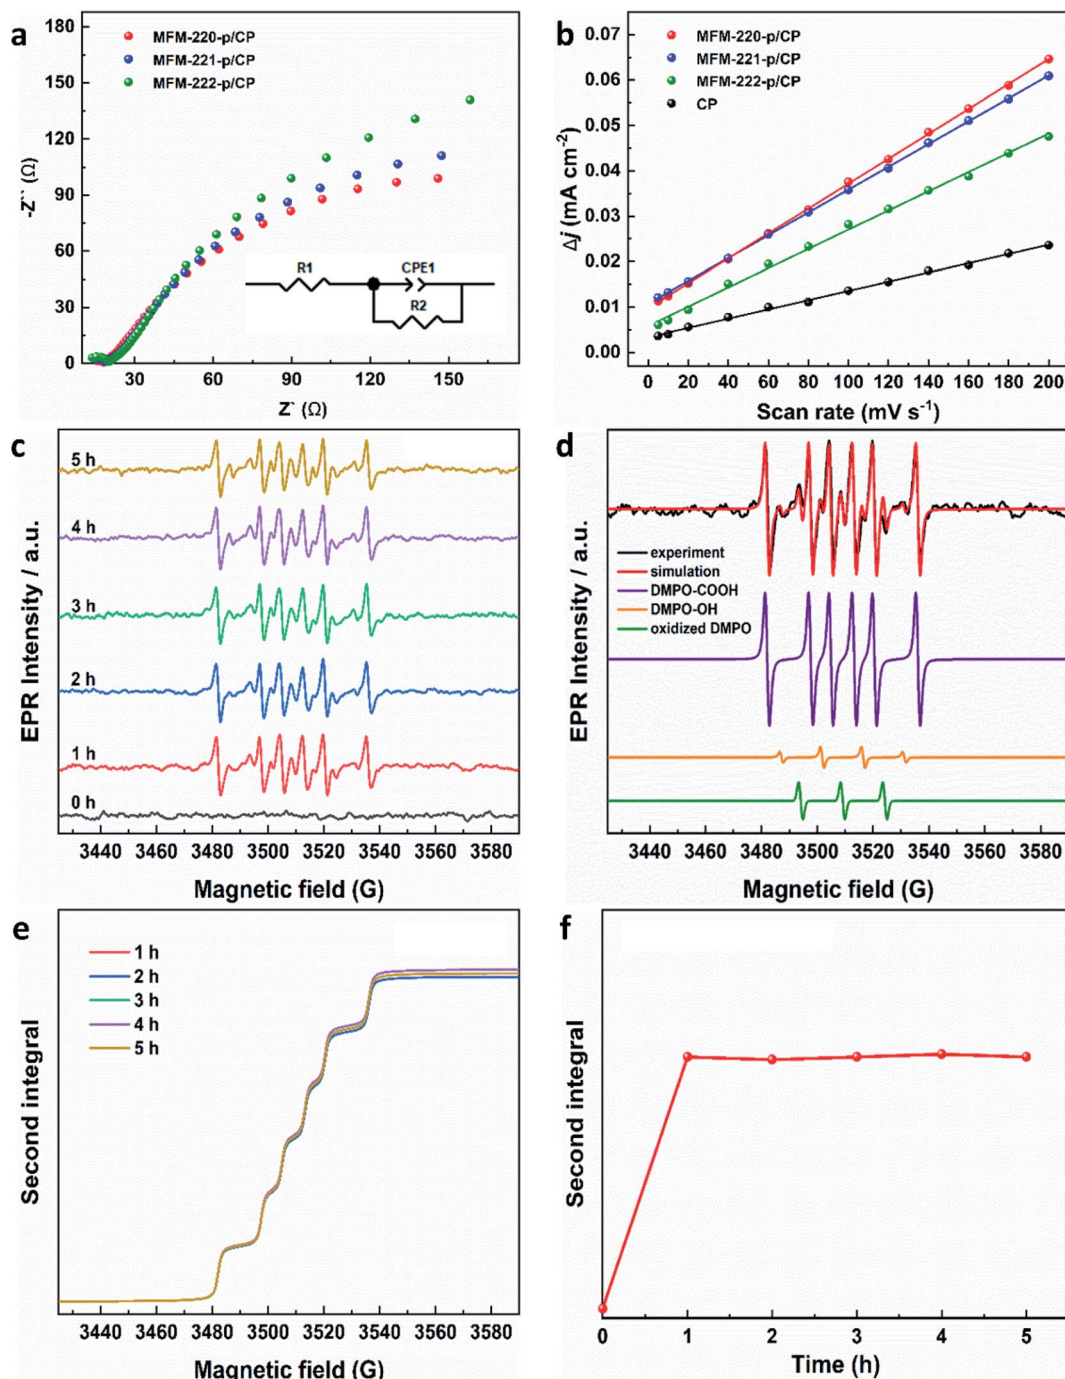 a
180
150
120
90
60
30
0
-Z`` (Ω)
MFM-220-p/CP
MFM-221-p/CP
MFM-222-p/CP
R1
CPE1
R2
30 60 90 120 150
Z` (Ω)
b
0.07
0.06
0.05
0.04
0.03
0.02
0.01
0.00
Δj (mA cm⁻²)
MFM-220-p/CP
MFM-221-p/CP
MFM-222-p/CP
CP
0 20 40 60 80 100 120 140 160 180 200
Scan rate (mV s⁻¹)
c
5 h
4 h
3 h
2 h
1 h
0 h
EPR Intensity / a.u.
3440 3460 3480 3500 3520 3540 3560 3580
Magnetic field (G)
d
experiment
simulation
DMPO-COOH
DMPO-OH
oxidized DMPO
EPR Intensity / a.u.
3440 3460 3480 3500 3520 3540 3560 3580
Magnetic field (G)
e
1 h
2 h
3 h
4 h
5 h
Second integral
3440 3460 3480 3500 3520 3540 3560 3580
Magnetic field (G)
f
Second integral
0 1 2 3 4 5
Time (h)